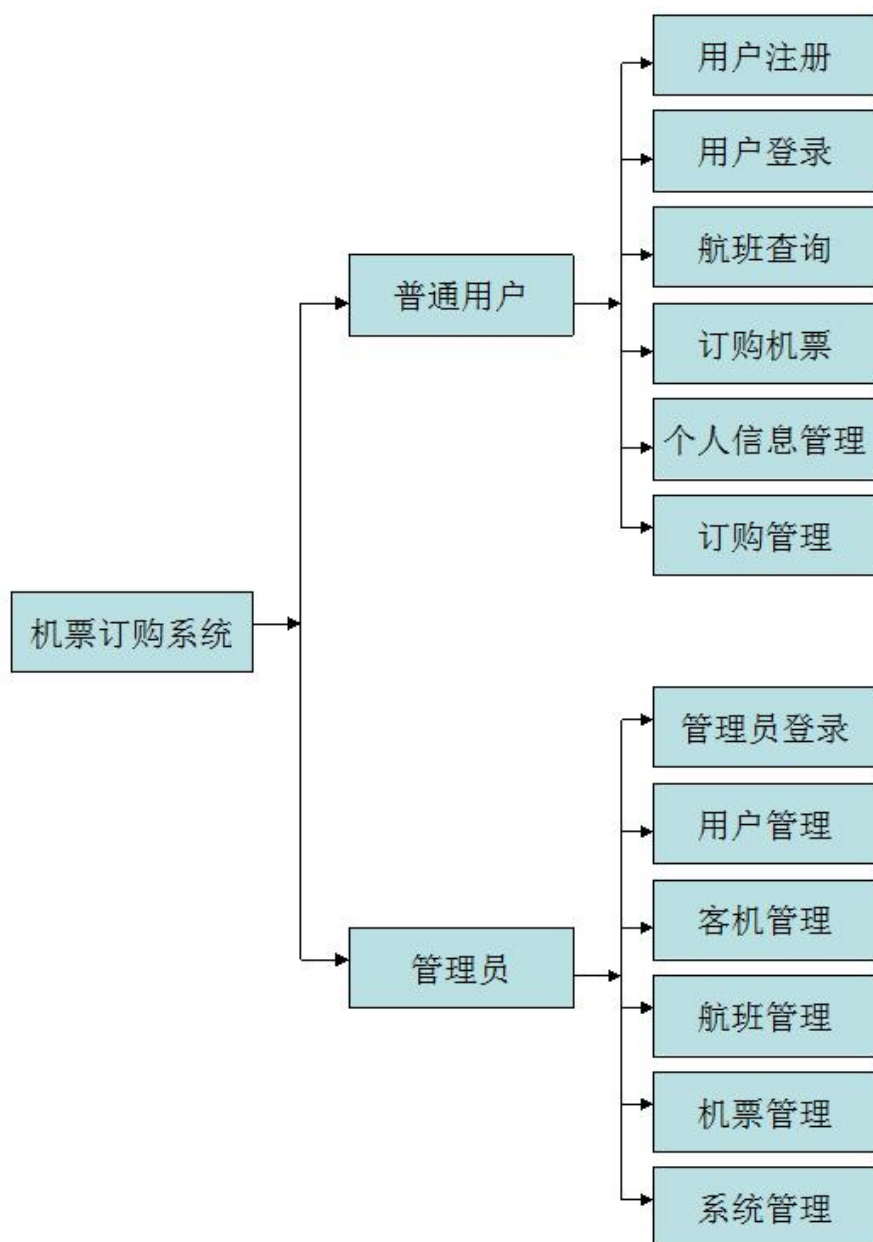 用户注册
用户登录
航班查询
普通用户
订购机票
个人信息管理
订购管理
机票订购系统
管理员登录
用户管理
客机管理
管理员
航班管理
机票管理
系统管理